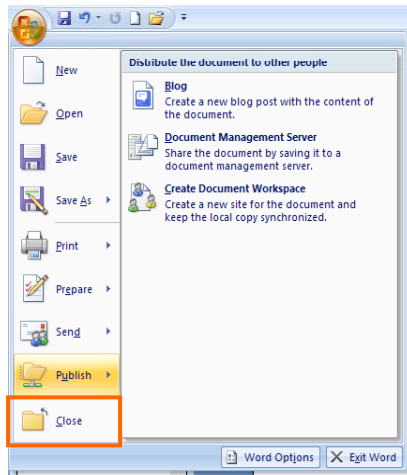 Distribute the document to other people
New
Blog
Create a new blog post with the content of
the document.
Open
Document Management Server
Share the document by saving it to a
document management server.
Save
Create Document Workspace
Create a new site for the document and
keep the local copy synchronized.
Save As
Print
Prepare
Send
Publish
Close
Word Options
Exit Word